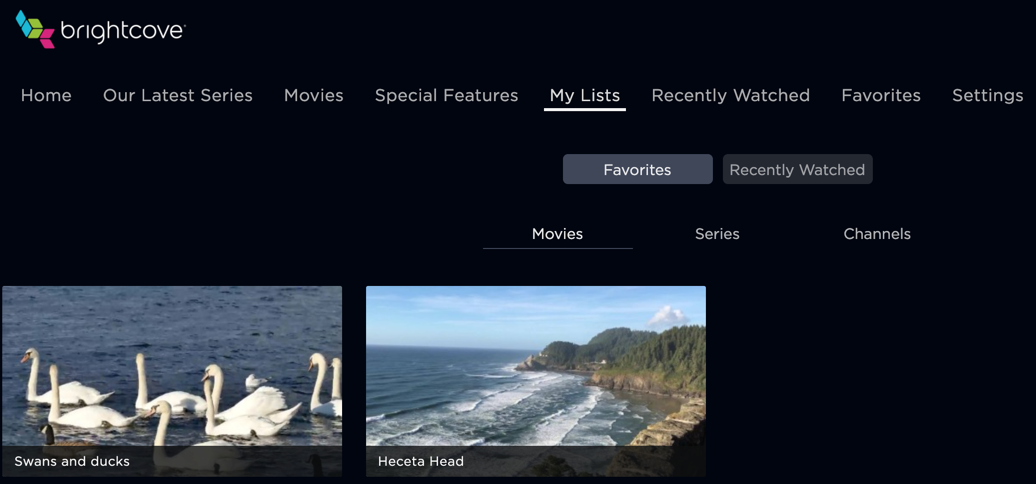 brightcove
Home Our Latest Series Movies Special Features My Lists Recently Watched Favorites Settings
Favorites Recently Watched
Movies Series Channels
Swans and ducks Heceta Head